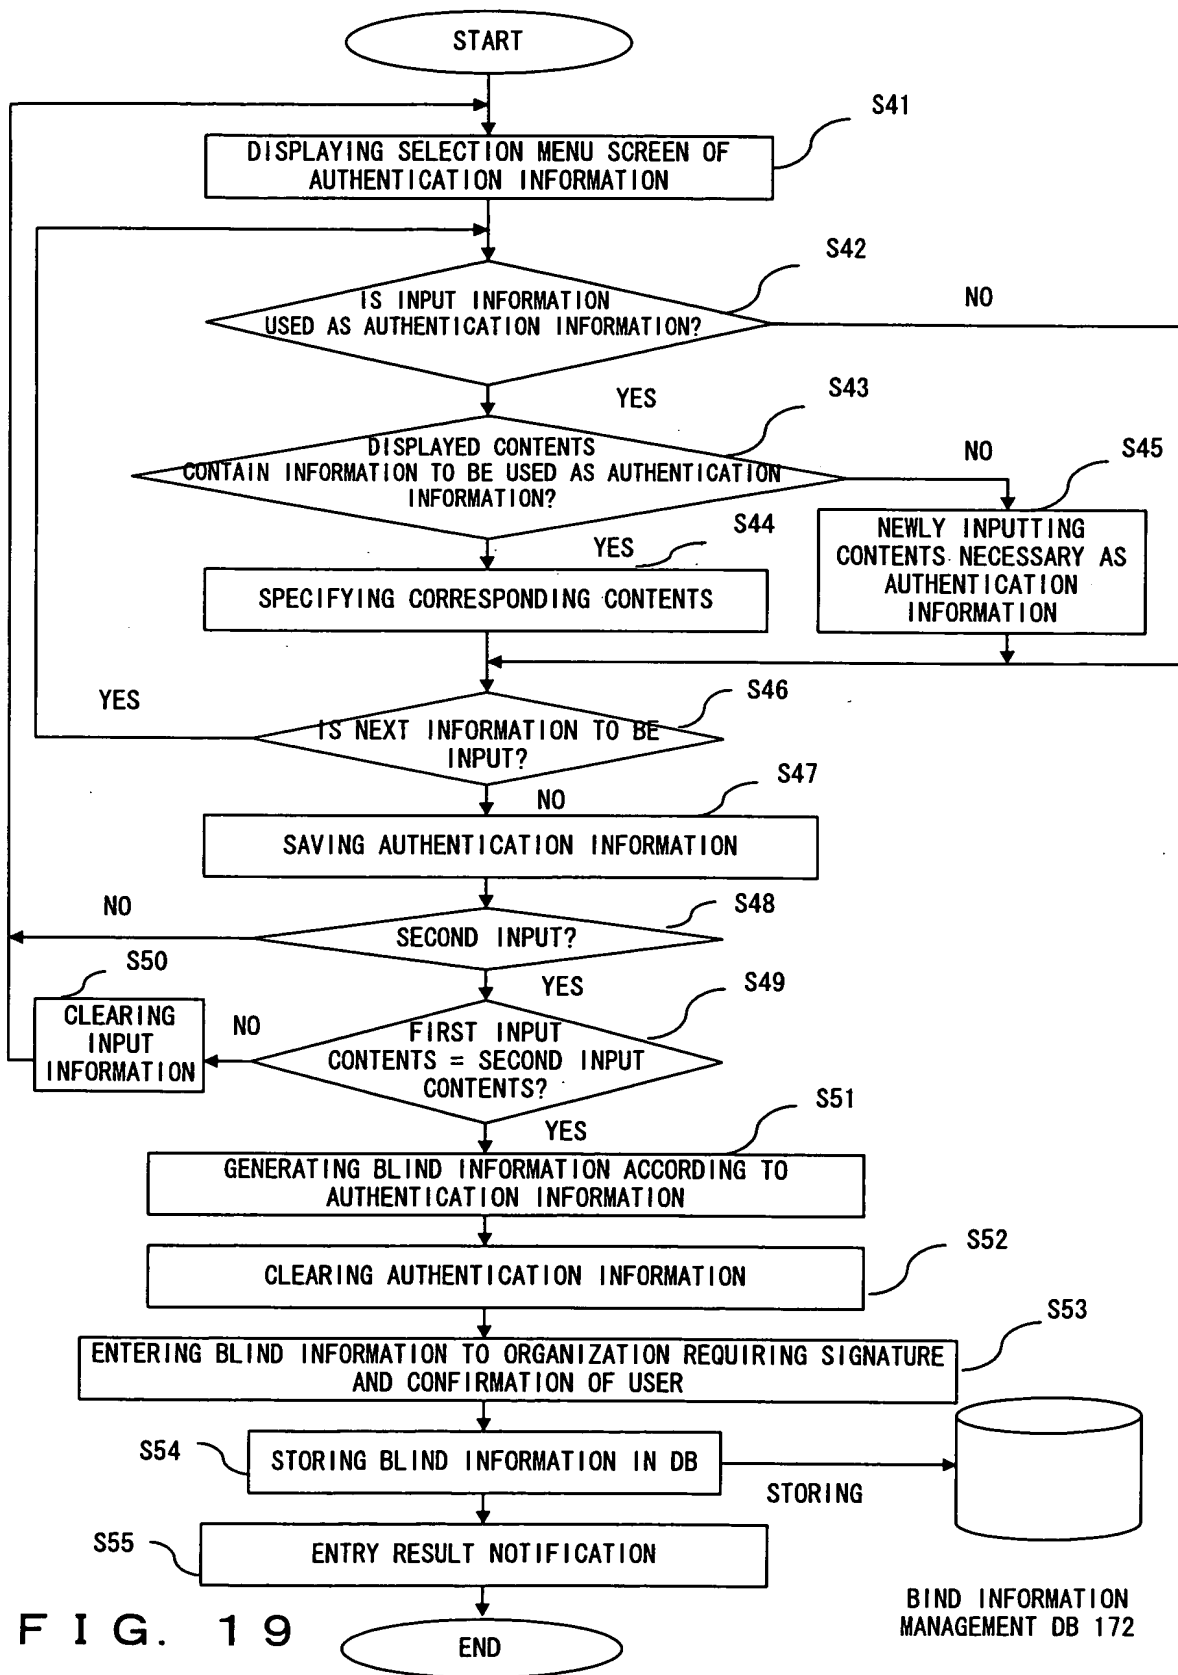 START
S41
DISPLAYING SELECTION MENU SCREEN OF
AUTHENTICATION INFORMATION
S42
IS INPUT INFORMATION
USED AS AUTHENTICATION INFORMATION?
NO
YES
S43
DISPLAYED CONTENTS
CONTAIN INFORMATION TO BE USED AS AUTHENTICATION
INFORMATION?
NO
S45
NEWLY INPUTTING
CONTENTS NECESSARY AS
AUTHENTICATION
INFORMATION
S44
YES
SPECIFYING CORRESPONDING CONTENTS
YES
S46
IS NEXT INFORMATION TO BE
INPUT?
S47
NO
SAVING AUTHENTICATION INFORMATION
NO
S48
SECOND INPUT?
S50
YES
S49
CLEARING
INPUT
INFORMATION
NO
FIRST INPUT
CONTENTS = SECOND INPUT
CONTENTS?
S51
YES
GENERATING BLIND INFORMATION ACCORDING TO
AUTHENTICATION INFORMATION
S52
CLEARING AUTHENTICATION INFORMATION
S53
ENTERING BLIND INFORMATION TO ORGANIZATION REQUIRING SIGNATURE
AND CONFIRMATION OF USER
S54
STORING BLIND INFORMATION IN DB
STORING
S55
ENTRY RESULT NOTIFICATION
BIND INFORMATION
MANAGEMENT DB 172
FIG. 19
END